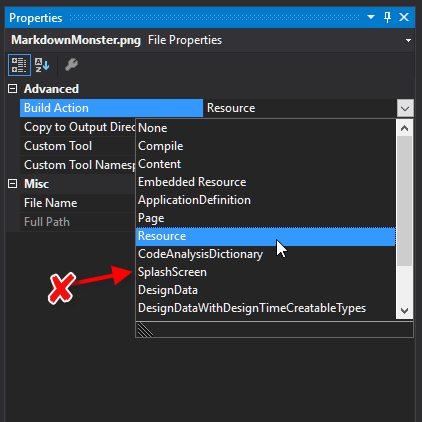 Properties
MarkdownMonster.png File Properties
Advanced
Build Action Resource
Copy to Output Direc
Custom Tool
Custom Tool Namesp
Misc
File Name
Full Path
None
Compile
Content
Embedded Resource
ApplicationDefinition
Page
Resource
CodeAnalysisDictionary
SplashScreen
DesignData
DesignDataWithDesignTimeCreatableTypes